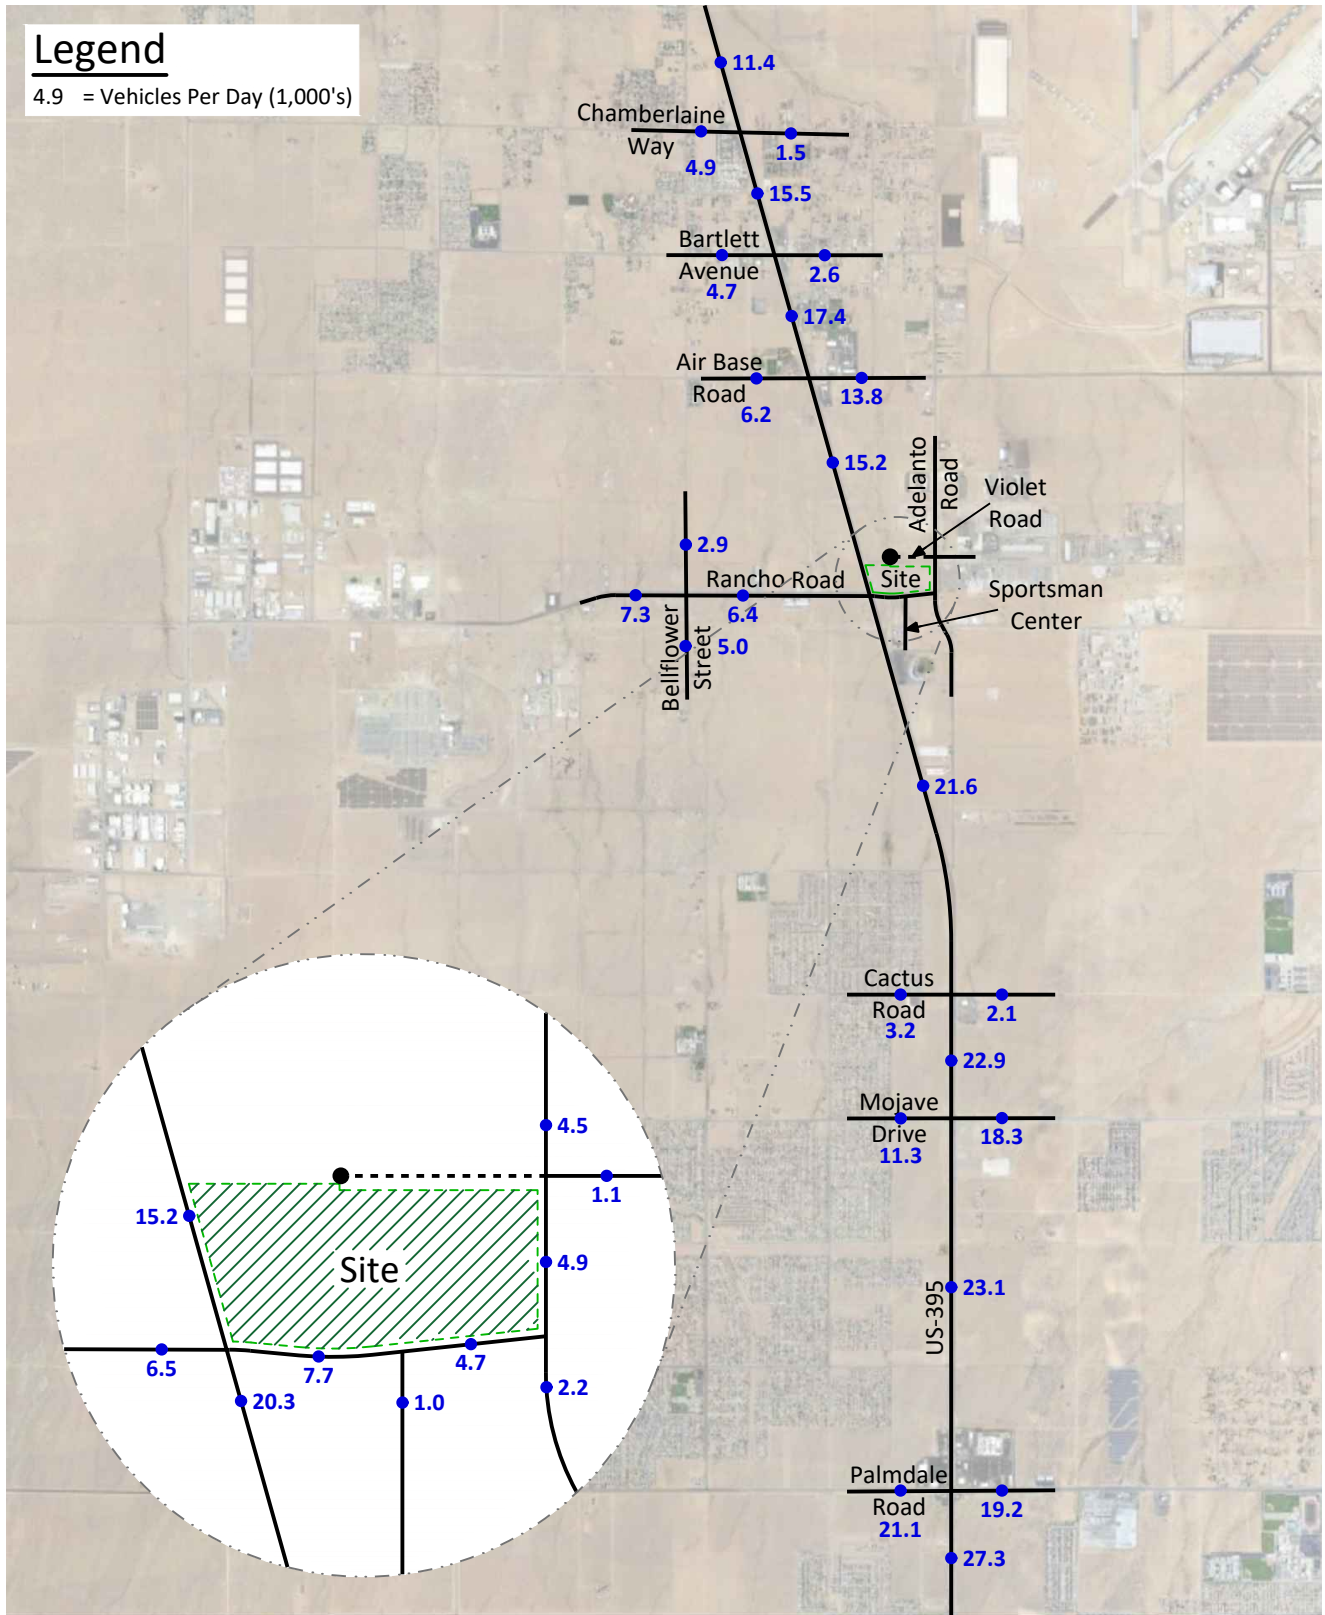 Legend
4.9 = Vehicles Per Day (1,000's)
11.4
Chamberlaine
Way
4.9
1.5
15.5
Bartlett
Avenue
4.7
2.6
17.4
Air Base
Road
6.2
13.8
15.2
Adelanto
Road
Violet
Road
2.9
Rancho Road
Site
Sportsman
Center
7.3
6.4
Bellflower
Street
5.0
21.6
Cactus
Road
3.2
2.1
22.9
Mojave
Drive
11.3
18.3
US-395
23.1
Palmdale
Road
21.1
19.2
27.3
4.5
1.1
15.2
4.9
Site
6.5
7.7
4.7
20.3
1.0
2.2